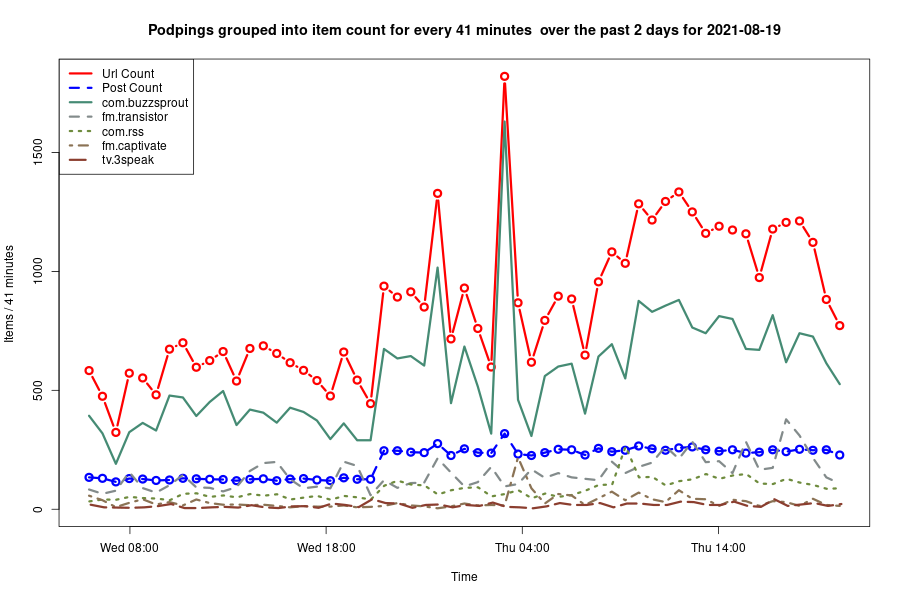 Podpings grouped into item count for every 41 minutes  over the past 2 days for 2021-08-19
Url Count
Post Count
com.buzzsprout
fm.transistor
com.rss
fm.captivate
tv.3speak
Items / 41 minutes
1500
1000
500
0
Wed 08:00
Wed 18:00
Thu 04:00
Thu 14:00
Time